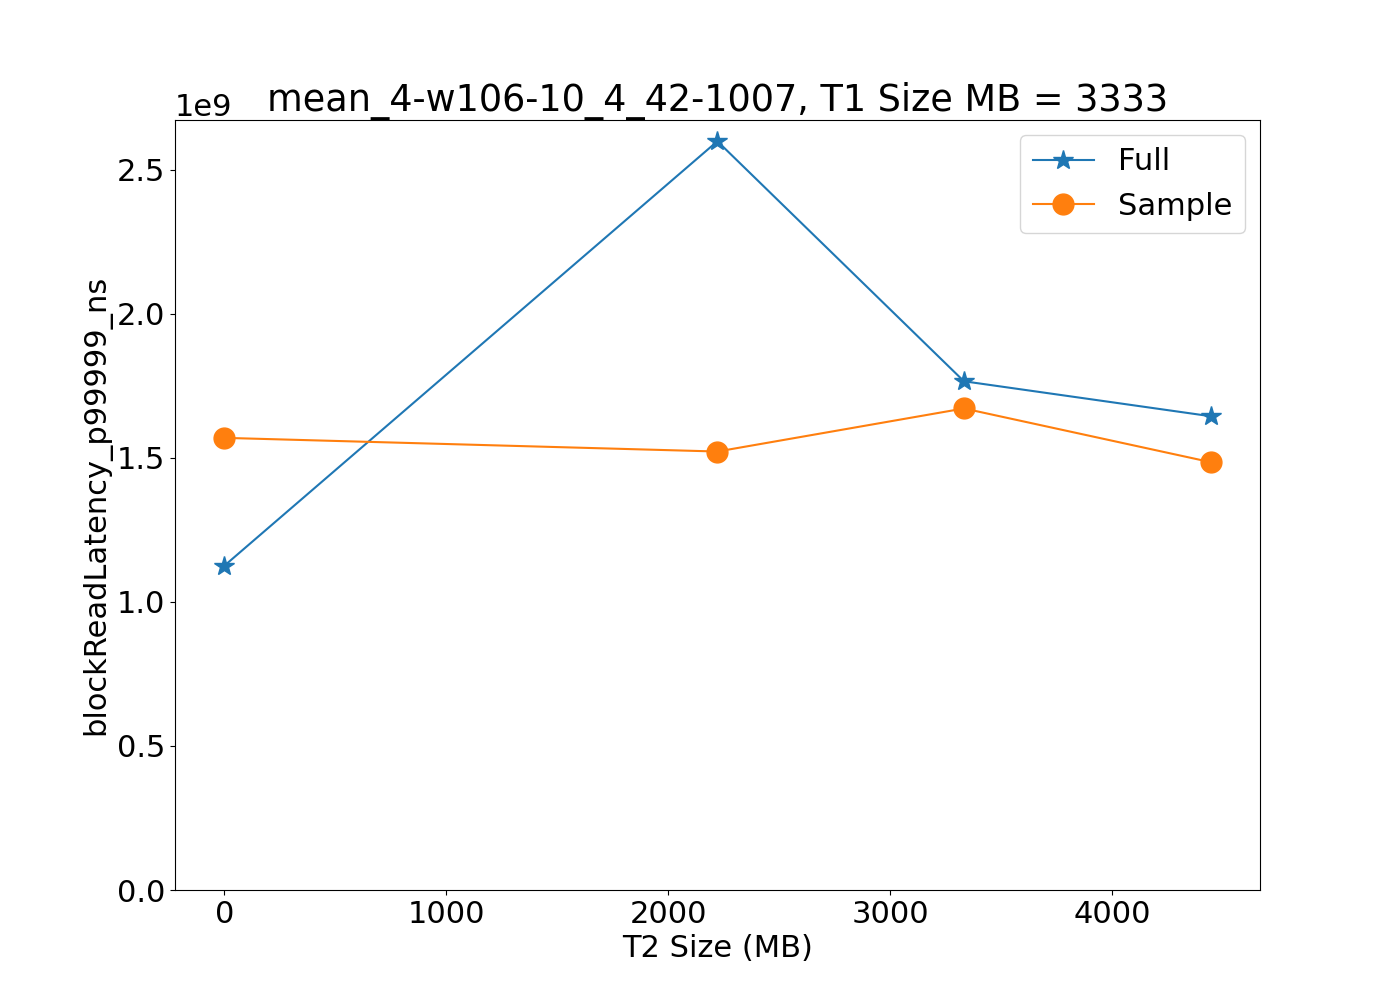 mean_4-w106-10_4_42-1007, T1 Size MB = 3333
1e9
Full
Sample
2.5
2.0
1.5
1.0
0.5
0.0
blockReadLatency_p99999_ns
0 1000 2000 3000 4000
T2 Size (MB)